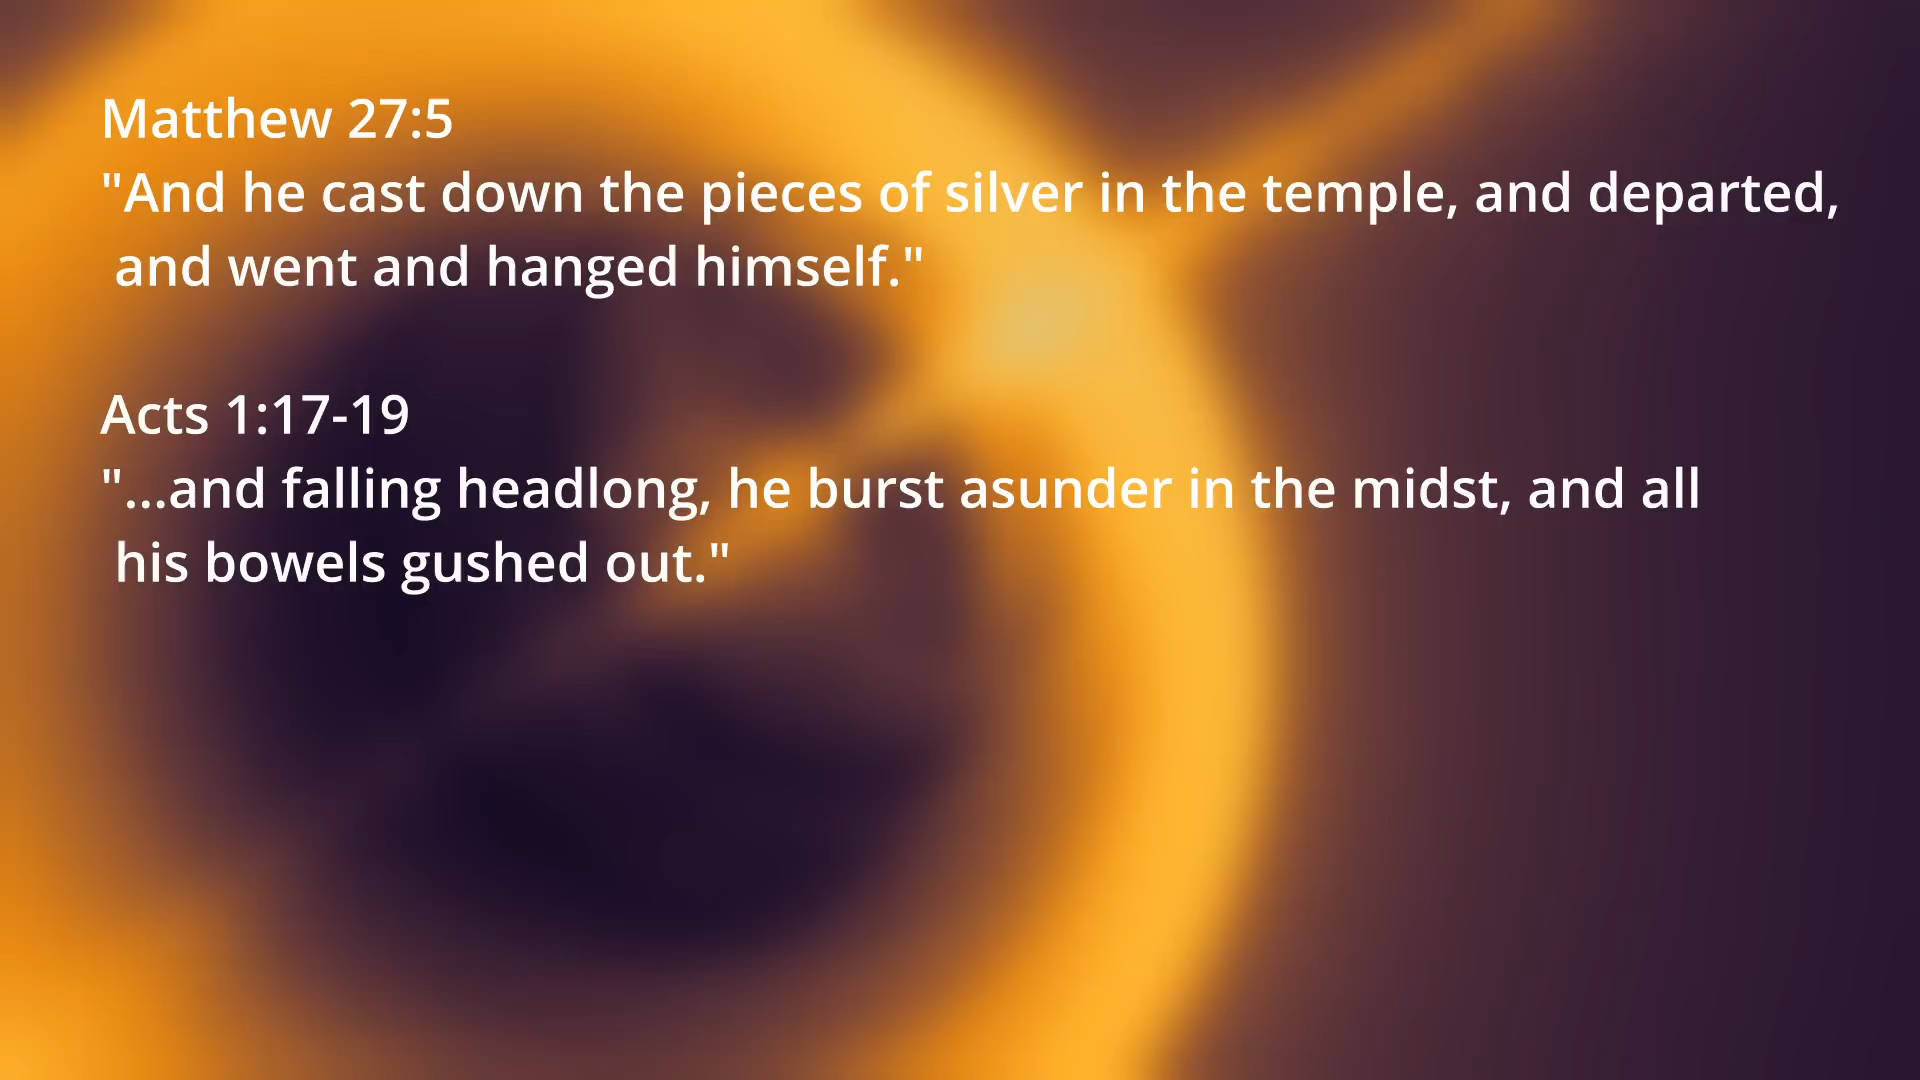 Matthew 27:5
"And he cast down the pieces of silver in the temple, and departed,
and went and hanged himself."
Acts 1:17-19
"...and falling headlong, he burst asunder in the midst, and all
his bowels gushed out."